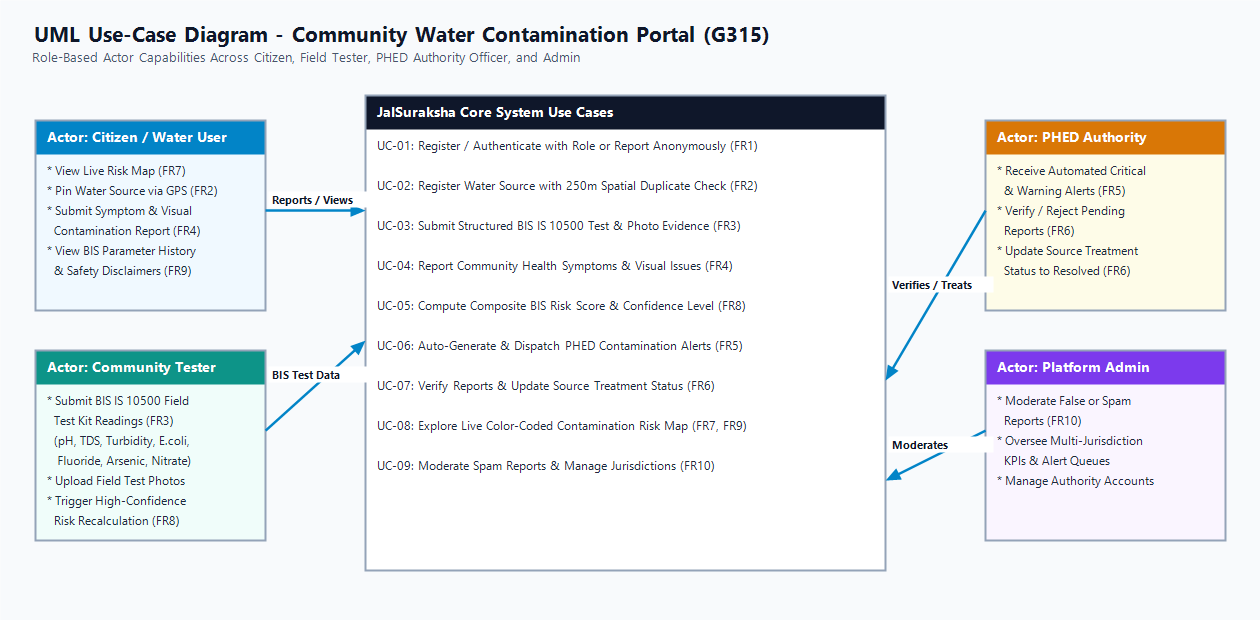 UML Use-Case Diagram - Community Water Contamination Portal (G315)
Role-Based Actor Capabilities Across Citizen, Field Tester, PHED Authority Officer, and Admin
Actor: Citizen / Water User
* View Live Risk Map (FR7)
* Pin Water Source via GPS (FR2)
* Submit Symptom & Visual
Contamination Report (FR4)
* View BIS Parameter History
& Safety Disclaimers (FR9)
Reports / Views
Actor: Community Tester
* Submit BIS IS 10500 Field
Test Kit Readings (FR3)
(pH, TDS, Turbidity, E.coli,
Fluoride, Arsenic, Nitrate)
* Upload Field Test Photos
* Trigger High-Confidence
Risk Recalculation (FR8)
BIS Test Data
JalSuraksha Core System Use Cases
UC-01: Register / Authenticate with Role or Report Anonymously (FR1)
UC-02: Register Water Source with 250m Spatial Duplicate Check (FR2)
UC-03: Submit Structured BIS IS 10500 Test & Photo Evidence (FR3)
UC-04: Report Community Health Symptoms & Visual Issues (FR4)
UC-05: Compute Composite BIS Risk Score & Confidence Level (FR8)
UC-06: Auto-Generate & Dispatch PHED Contamination Alerts (FR5)
UC-07: Verify Reports & Update Source Treatment Status (FR6)
UC-08: Explore Live Color-Coded Contamination Risk Map (FR7, FR9)
UC-09: Moderate Spam Reports & Manage Jurisdictions (FR10)
Actor: PHED Authority
* Receive Automated Critical
& Warning Alerts (FR5)
* Verify / Reject Pending
Reports (FR6)
* Update Source Treatment
Status to Resolved (FR6)
Verifies / Treats
Actor: Platform Admin
* Moderate False or Spam
Reports (FR10)
* Oversee Multi-Jurisdiction
KPIs & Alert Queues
* Manage Authority Accounts
Moderates